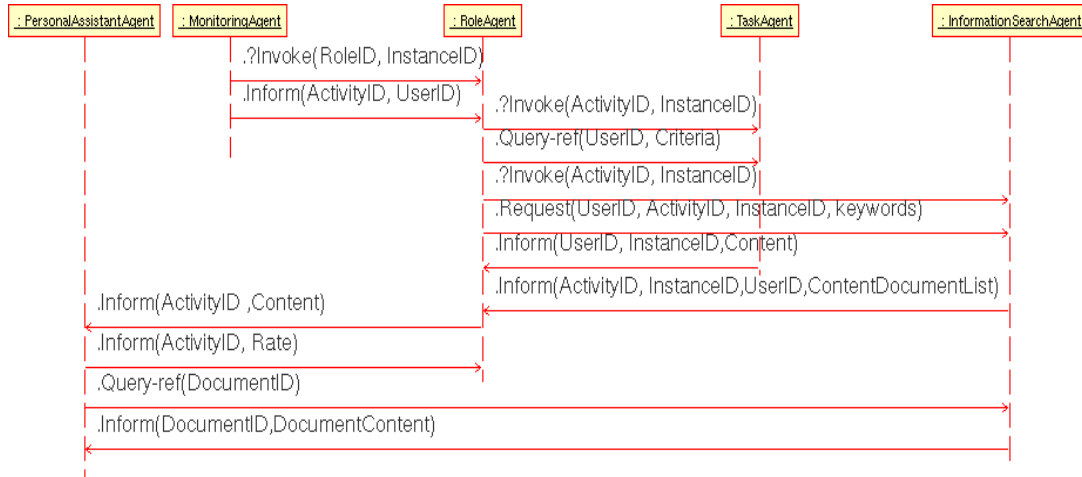 : PersonalAssistantAgent
: MonitoringAgent
: RoleAgent
: TaskAgent
: InformationSearchAgent
.?Invoke(RoleID, InstanceID)
.Inform(ActivityID, UserID)
.?Invoke(ActivityID, InstanceID)
.Query-ref(UserID, Criteria)
.?Invoke(ActivityID, InstanceID)
.Request(UserID, ActivityID, InstanceID, keywords)
.Inform(UserID, InstanceID,Content)
.Inform(ActivityID, InstanceID,UserID,ContentDocumentList)
.Inform(ActivityID ,Content)
.Inform(ActivityID, Rate)
.Query-ref(DocumentID)
.Inform(DocumentID,DocumentContent)